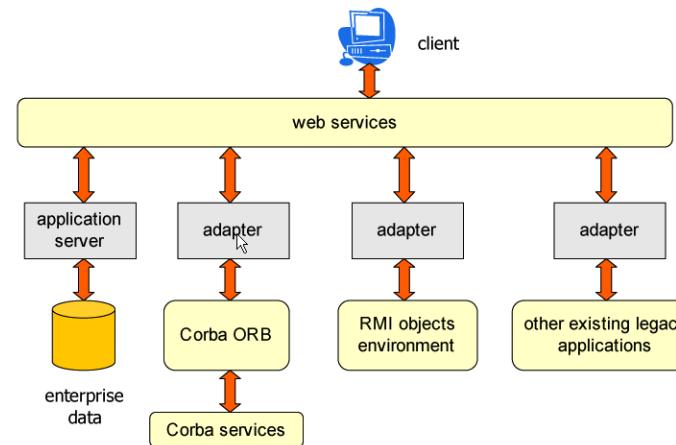 client
web services
application
server
adapter
adapter
adapter
Corba ORB
RMI objects
environment
other existing legac
applications
enterprise
data
Corba services